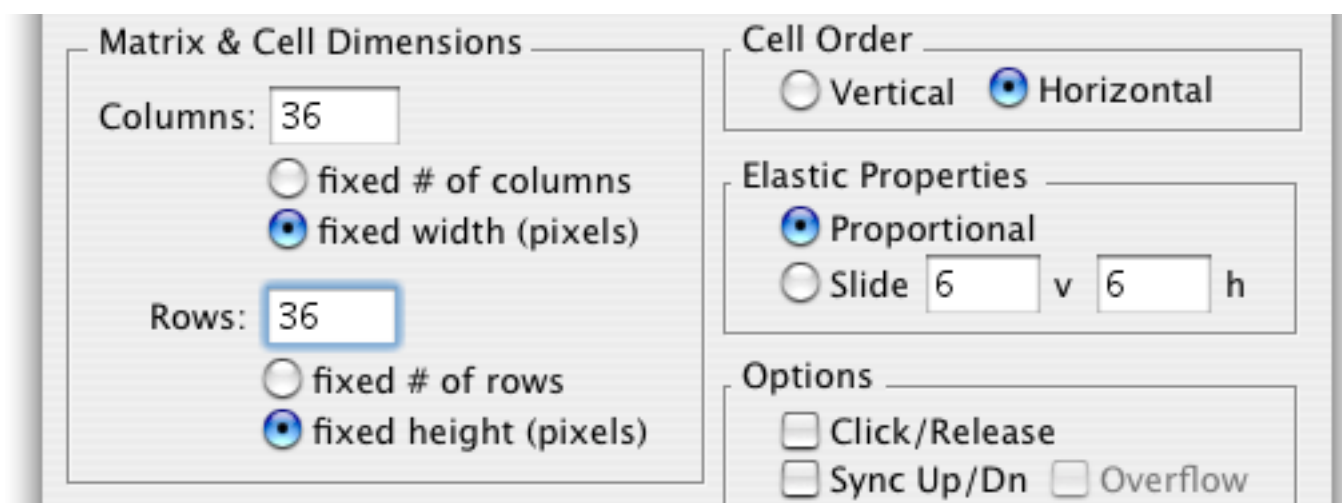 Matrix & Cell Dimensions
Columns: 36
fixed # of columns
fixed width (pixels)
Rows: 36
fixed # of rows
fixed height (pixels)
Cell Order
Vertical Horizontal
Elastic Properties
Proportional
Slide 6 v 6 h
Options
Click/Release
Sync Up/Dn Overflow